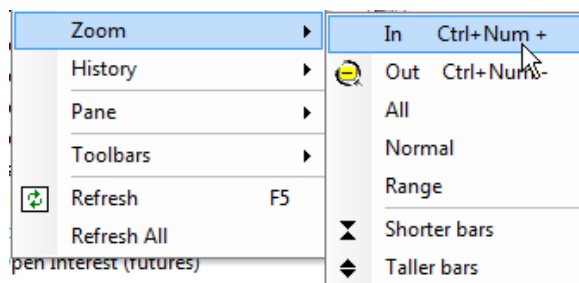 Zoom
History
Pane
Toolbars
Refresh F5
Refresh All
pen Interest (futures)
In Ctrl+Num +
Out Ctrl+Num -
All
Normal
Range
Shorter bars
Taller bars